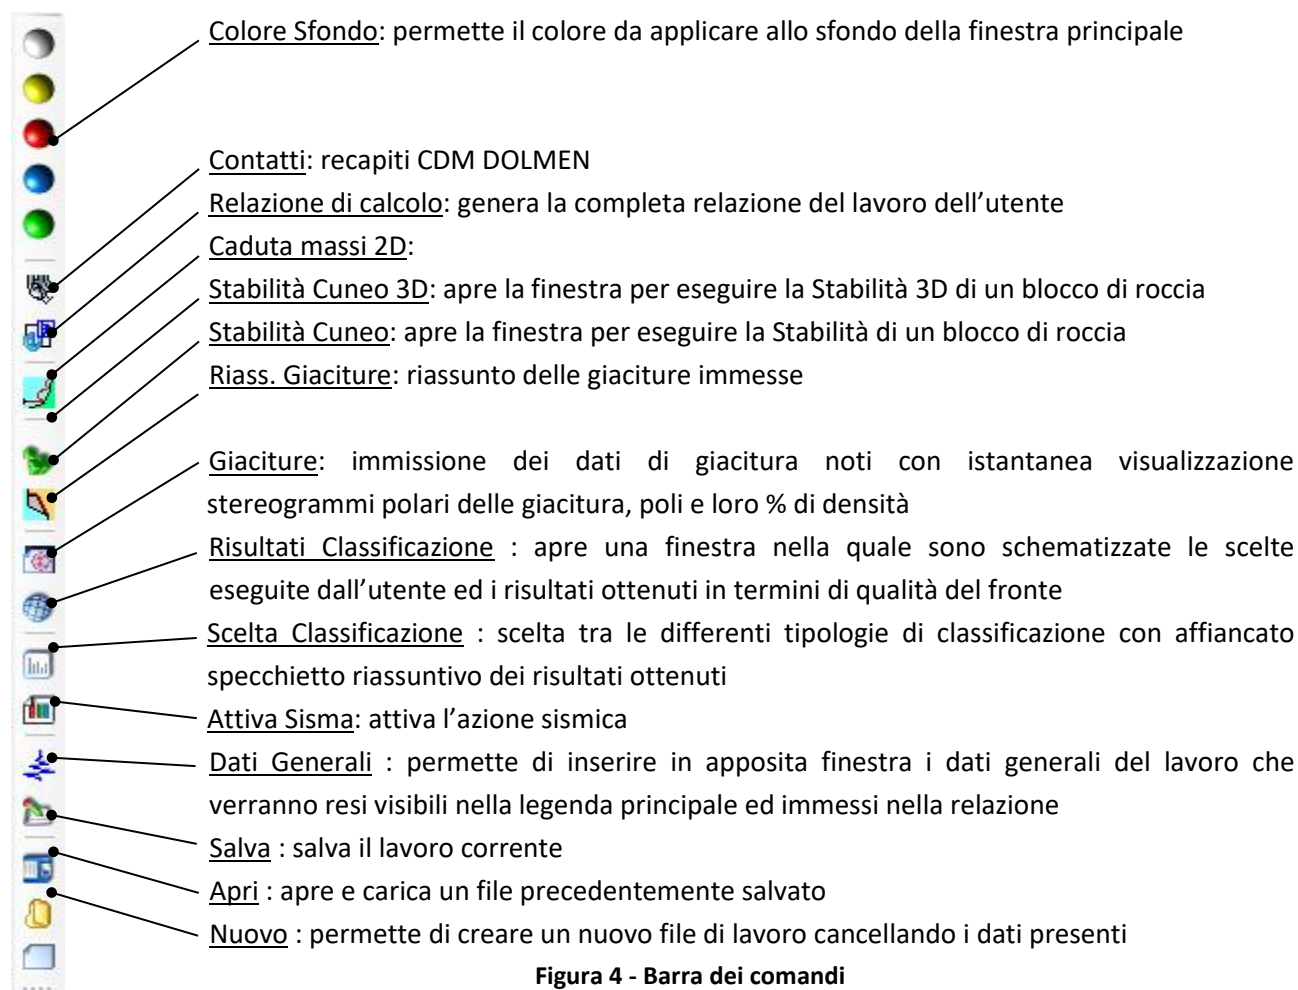 Colore Sfondo: permette il colore da applicare allo sfondo della finestra principale
Contatti: recapiti CDM DOLMEN
Relazione di calcolo: genera la completa relazione del lavoro dell’utente
Caduta massi 2D:
Stabilità Cuneo 3D: apre la finestra per eseguire la Stabilità 3D di un blocco di roccia
Stabilità Cuneo: apre la finestra per eseguire la Stabilità di un blocco di roccia
Riass. Giaciture: riassunto delle giaciture immesse
Giaciture: immissione dei dati di giacitura noti con istantanea visualizzazione
stereogrammi polari delle giacitura, poli e loro % di densità
Risultati Classificazione : apre una finestra nella quale sono schematizzate le scelte
eseguite dall’utente ed i risultati ottenuti in termini di qualità del fronte
Scelta Classificazione : scelta tra le differenti tipologie di classificazione con affiancato
specchietto riassuntivo dei risultati ottenuti
Attiva Sisma: attiva l’azione sismica
Dati Generali : permette di inserire in apposita finestra i dati generali del lavoro che
verranno resi visibili nella legenda principale ed immessi nella relazione
Salva : salva il lavoro corrente
Apri : apre e carica un file precedentemente salvato
Nuovo : permette di creare un nuovo file di lavoro cancellando i dati presenti
Figura 4 - Barra dei comandi